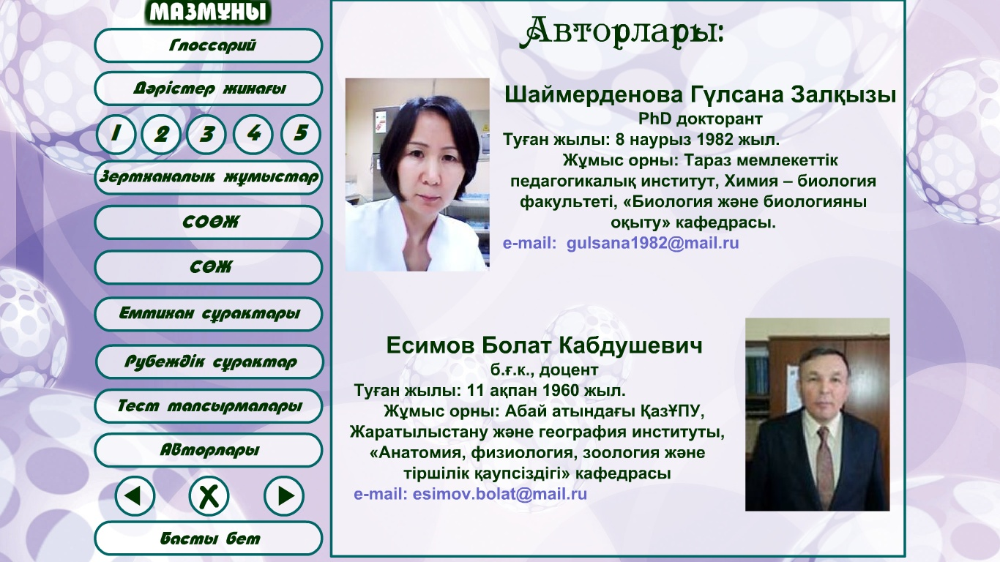 МАЗМҰНЫ
Глоссарий
Дәрістер жинағы
1 2 3 4 5
Зертханалық жұмыстар
СОӨЖ
СӨЖ
Емтихан сұрақтары
Рубеждік сұрақтар
Тест тапсырмалары
Авторлары
X
Басты бет
Авторлары:
Шаймерденова Гүлсана Залқызы
PhD докторант
Туған жылы: 8 наурыз 1982 жыл.
Жұмыс орны: Тараз мемлекеттік
педагогикалық институт, Химия – биология
факультеті, «Биология және биологияны
оқыту» кафедрасы.
e-mail: gulsana1982@mail.ru
Есимов Болат Кабдушевич
б.ғ.к., доцент
Туған жылы: 11 ақпан 1960 жыл.
Жұмыс орны: Абай атындағы ҚазҰПУ,
Жаратылыстану және география институты,
«Анатомия, физиология, зоология және
тіршілік қаупсіздігі» кафедрасы
e-mail: esimov.bolat@mail.ru